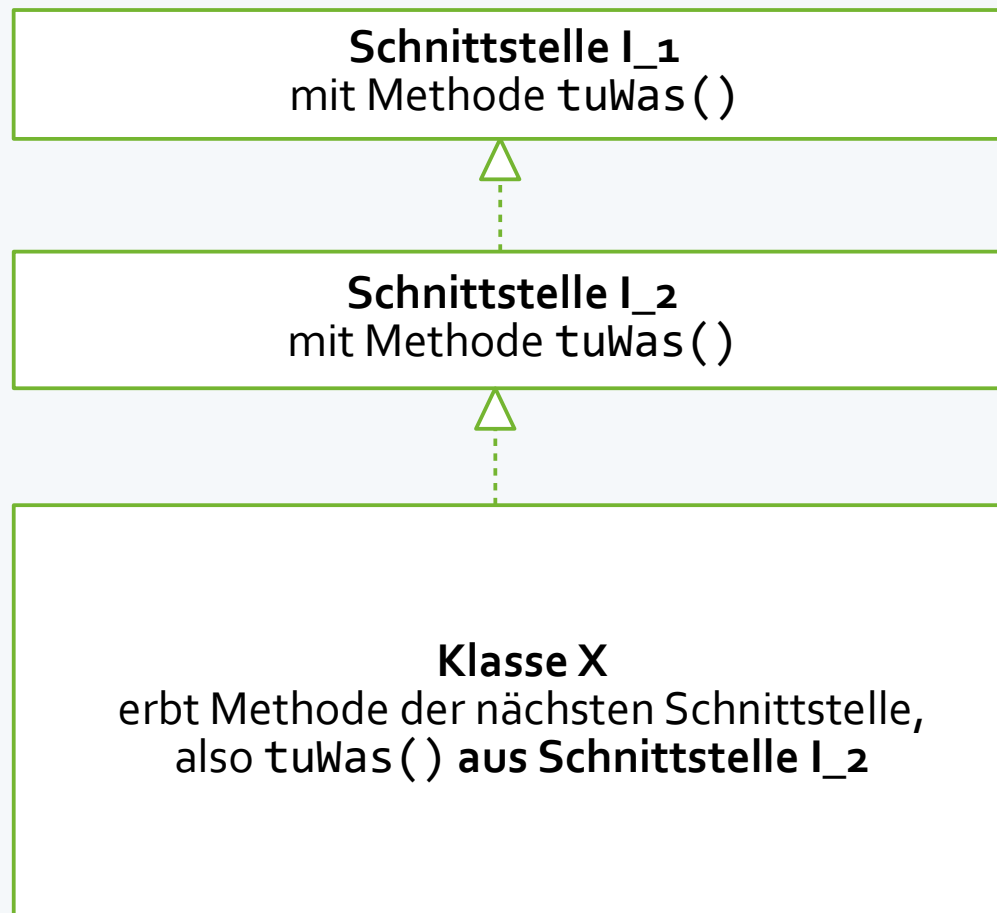 Schnittstelle I_1
mit Methode tuWas()
Schnittstelle I_2
mit Methode tuWas()
Klasse X
erbt Methode der nächsten Schnittstelle,
also tuWas() aus Schnittstelle I_2